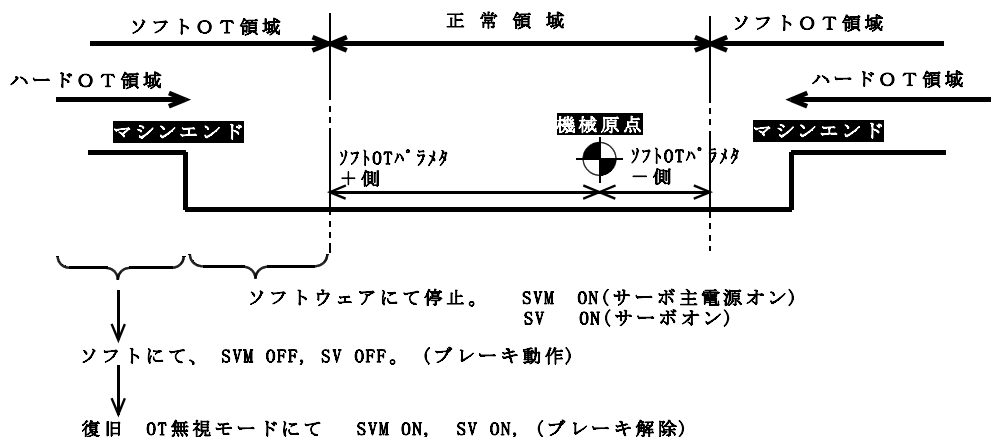 ソフトＯＴ領域
正 常 領 域
ソフトＯＴ領域
ハードＯＴ領域
ハードＯＴ領域
マシンエンド
機械原点
マシンエンド
ソフトOTパラメタ
＋側
ソフトOTパラメタ
－側
ソフトウェアにて停止。 SVM ON(サーボ主電源オン)
SV ON(サーボオン)
ソフトにて、 SVM OFF, SV OFF。 (ブレーキ動作)
復旧 OT無視モードにて SVM ON, SV ON, (ブレーキ解除)